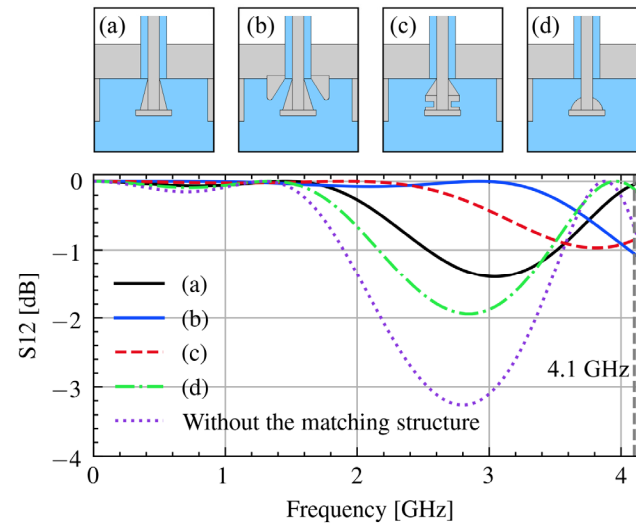 (a) (b) (c) (d)
0
−1
−2
−3
−4
S12 [dB]
(a)
(b)
(c)
(d)
Without the matching structure
4.1 GHz
0 1 2 3 4
Frequency [GHz]